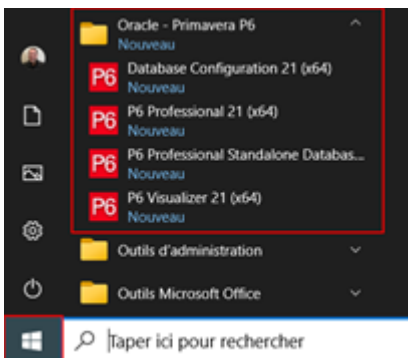 Oracle - Primavera P6
Nouveau
P6 Database Configuration 21 (x64)
Nouveau
P6 P6 Professional 21 (x64)
Nouveau
P6 P6 Professional Standalone Databas...
Nouveau
P6 P6 Visualizer 21 (x64)
Nouveau
Outils d'administration
Outils Microsoft Office
Taper ici pour rechercher